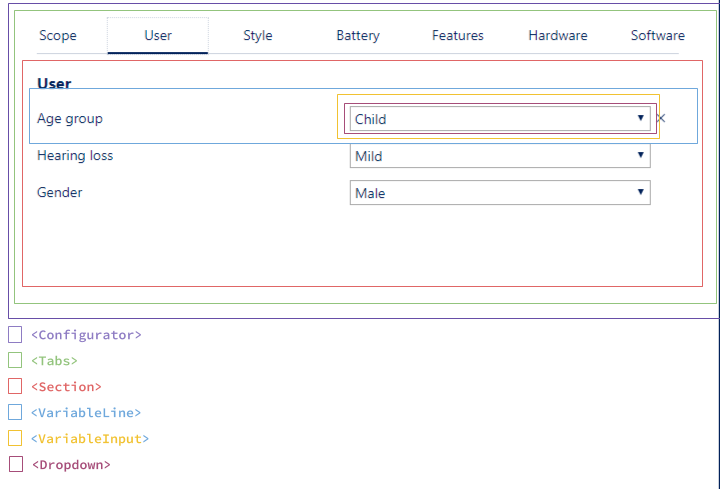 Scope User Style Battery Features Hardware Software
User
Age group Child ×
Hearing loss Mild
Gender Male
<Configurator>
<Tabs>
<Section>
<VariableLine>
<VariableInput>
<Dropdown>